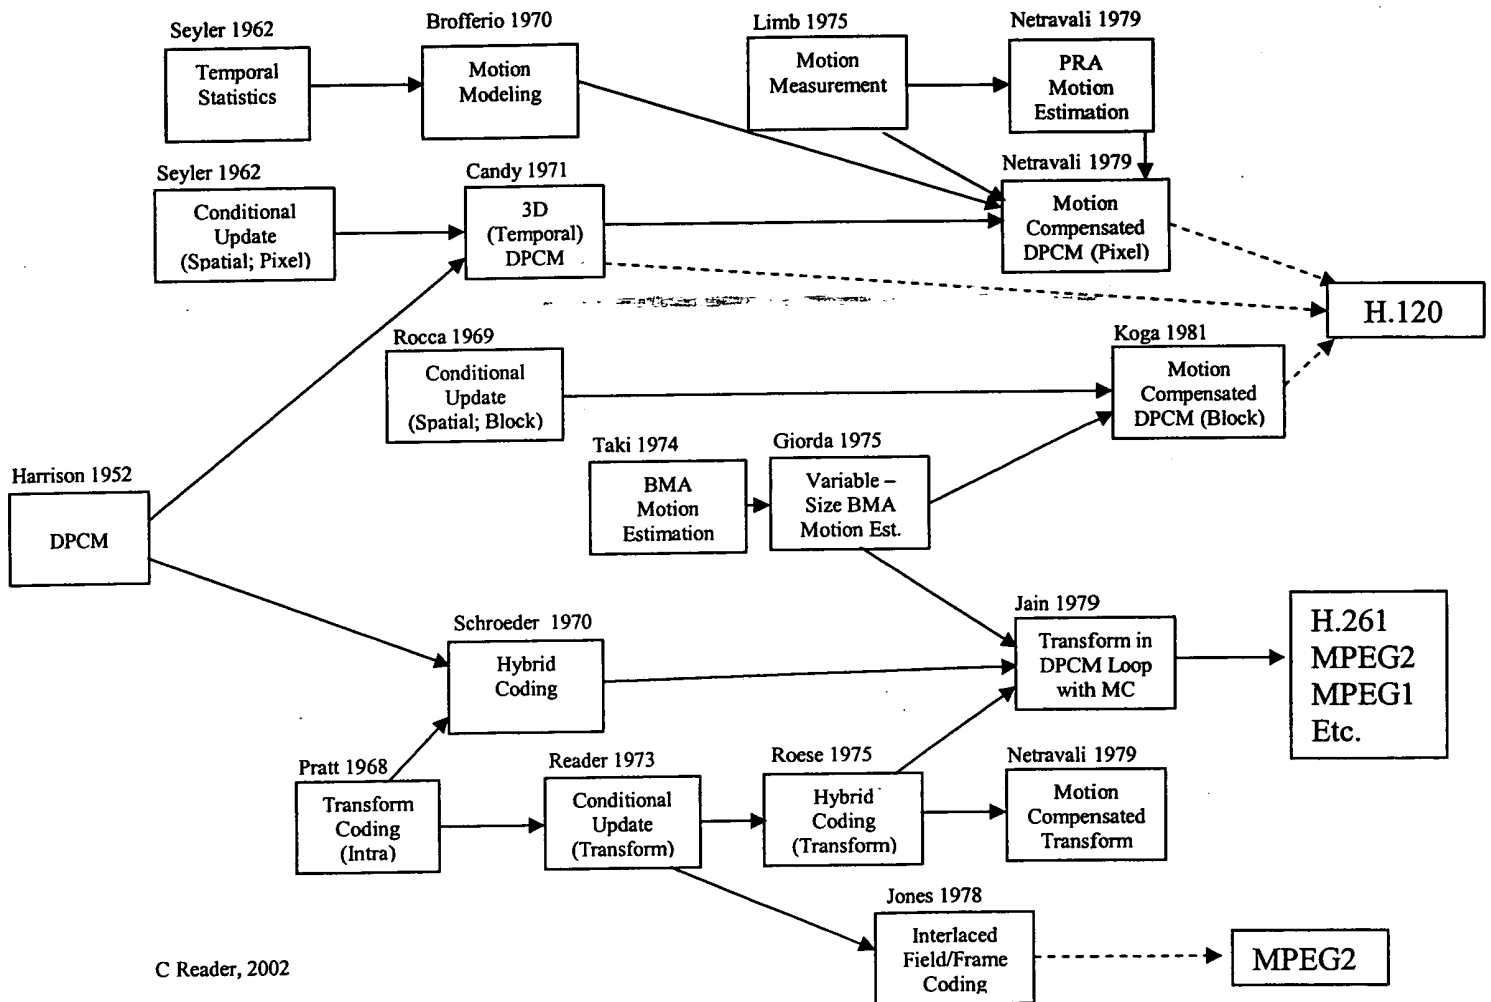 Seyler 1962
Temporal
Statistics
Brofferio 1970
Motion
Modeling
Limb 1975
Motion
Measurement
Netravali 1979
PRA
Motion
Estimation
Seyler 1962
Conditional
Update
(Spatial; Pixel)
Candy 1971
3D
(Temporal)
DPCM
Netravali 1979
Motion
Compensated
DPCM (Pixel)
H.120
Rocca 1969
Conditional
Update
(Spatial; Block)
Koga 1981
Motion
Compensated
DPCM (Block)
Taki 1974
BMA
Motion
Estimation
Giorda 1975
Variable –
Size BMA
Motion Est.
Harrison 1952
DPCM
Schroeder 1970
Hybrid
Coding
Jain 1979
Transform in
DPCM Loop
with MC
H.261
MPEG2
MPEG1
Etc.
Pratt 1968
Transform
Coding
(Intra)
Reader 1973
Conditional
Update
(Transform)
Roese 1975
Hybrid
Coding
(Transform)
Netravali 1979
Motion
Compensated
Transform
Jones 1978
Interlaced
Field/Frame
Coding
MPEG2
C Reader, 2002